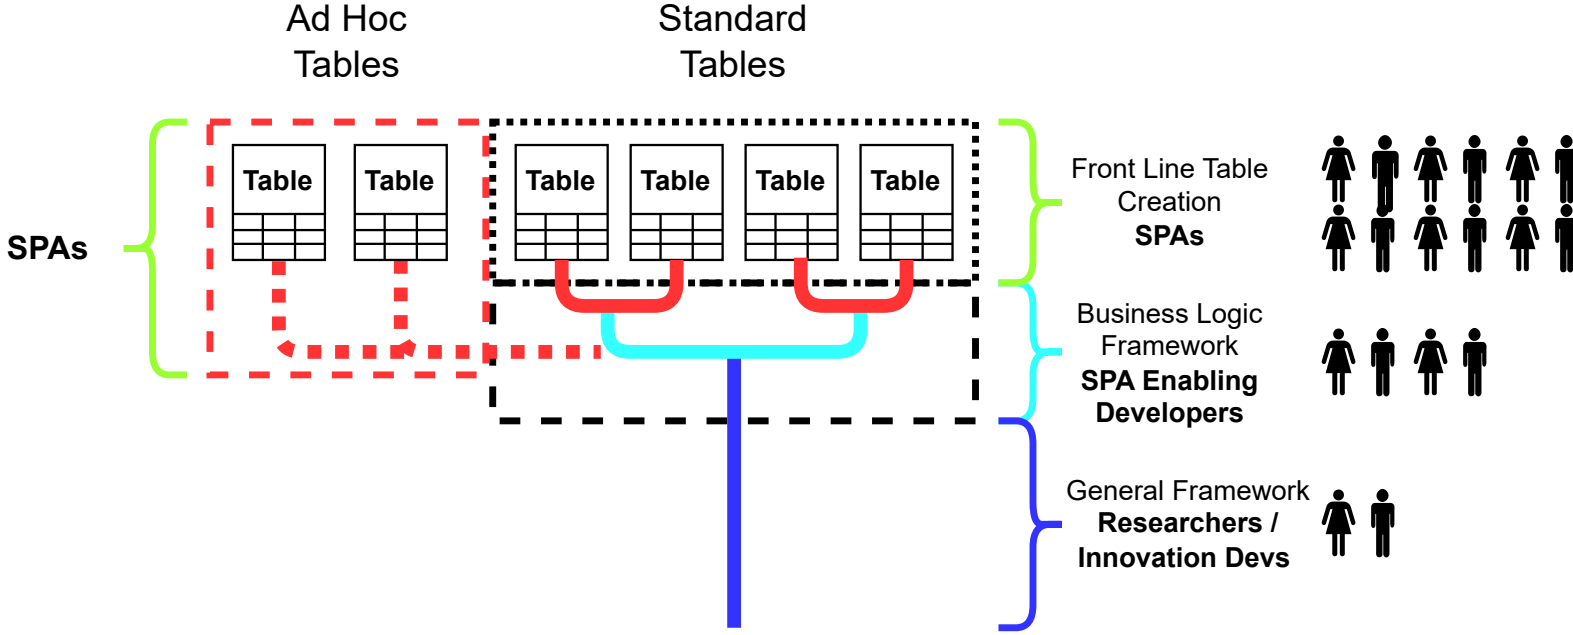 Ad Hoc
Tables
Standard
Tables
SPAs
Table
Table
Table
Table
Table
Table
Front Line Table
Creation
SPAs
Business Logic
Framework
SPA Enabling
Developers
General Framework
Researchers /
Innovation Devs